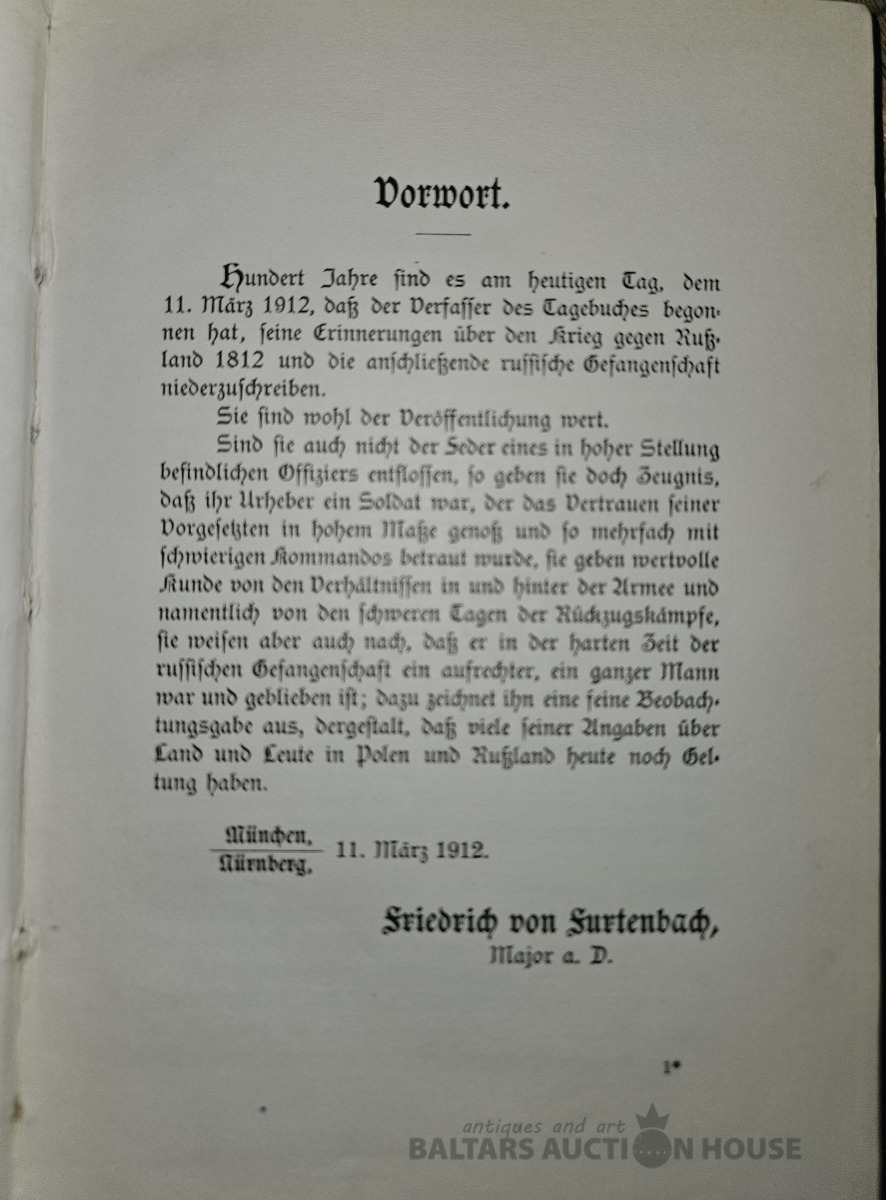 Vorwort.
Hundert Jahre sind es am heutigen Tag, dem
11. März 1912, daß der Verfasser des Tagebuches begon-
nen hat, seine Erinnerungen über den Krieg gegen Ruß-
land 1812 und die anschließende russische Gefangenschaft
niederzuschreiben.
Sie sind wohl der Veröffentlichung wert.
Sind sie auch nicht der Feder eines in hoher Stellung
befindlichen Offiziers entflossen, so geben sie doch Zeugnis,
daß ihr Urheber ein Soldat war, der das Vertrauen seiner
Vorgesetzten in hohem Maße genoß und so mehrfach mit
schwierigen Kommandos betraut wurde, sie geben wertvolle
Kunde von den Verhältnissen in und hinter der Armee und
namentlich von den schweren Tagen der Rückzugskämpfe,
sie weisen aber auch nach, daß er in der harten Zeit der
russischen Gefangenschaft ein aufrechter, ein ganzer Mann
war und geblieben ist; dazu zeichnet ihn eine feine Beobach-
tungsgabe aus, dergestalt, daß viele seiner Angaben über
Land und Leute in Polen und Rußland heute noch Gel-
tung haben.
München,
Nürnberg, 11. März 1912.
Friedrich von Furtenbach,
Major a. D.
1*
antiques and art
BALTARS AUCTION HOUSE